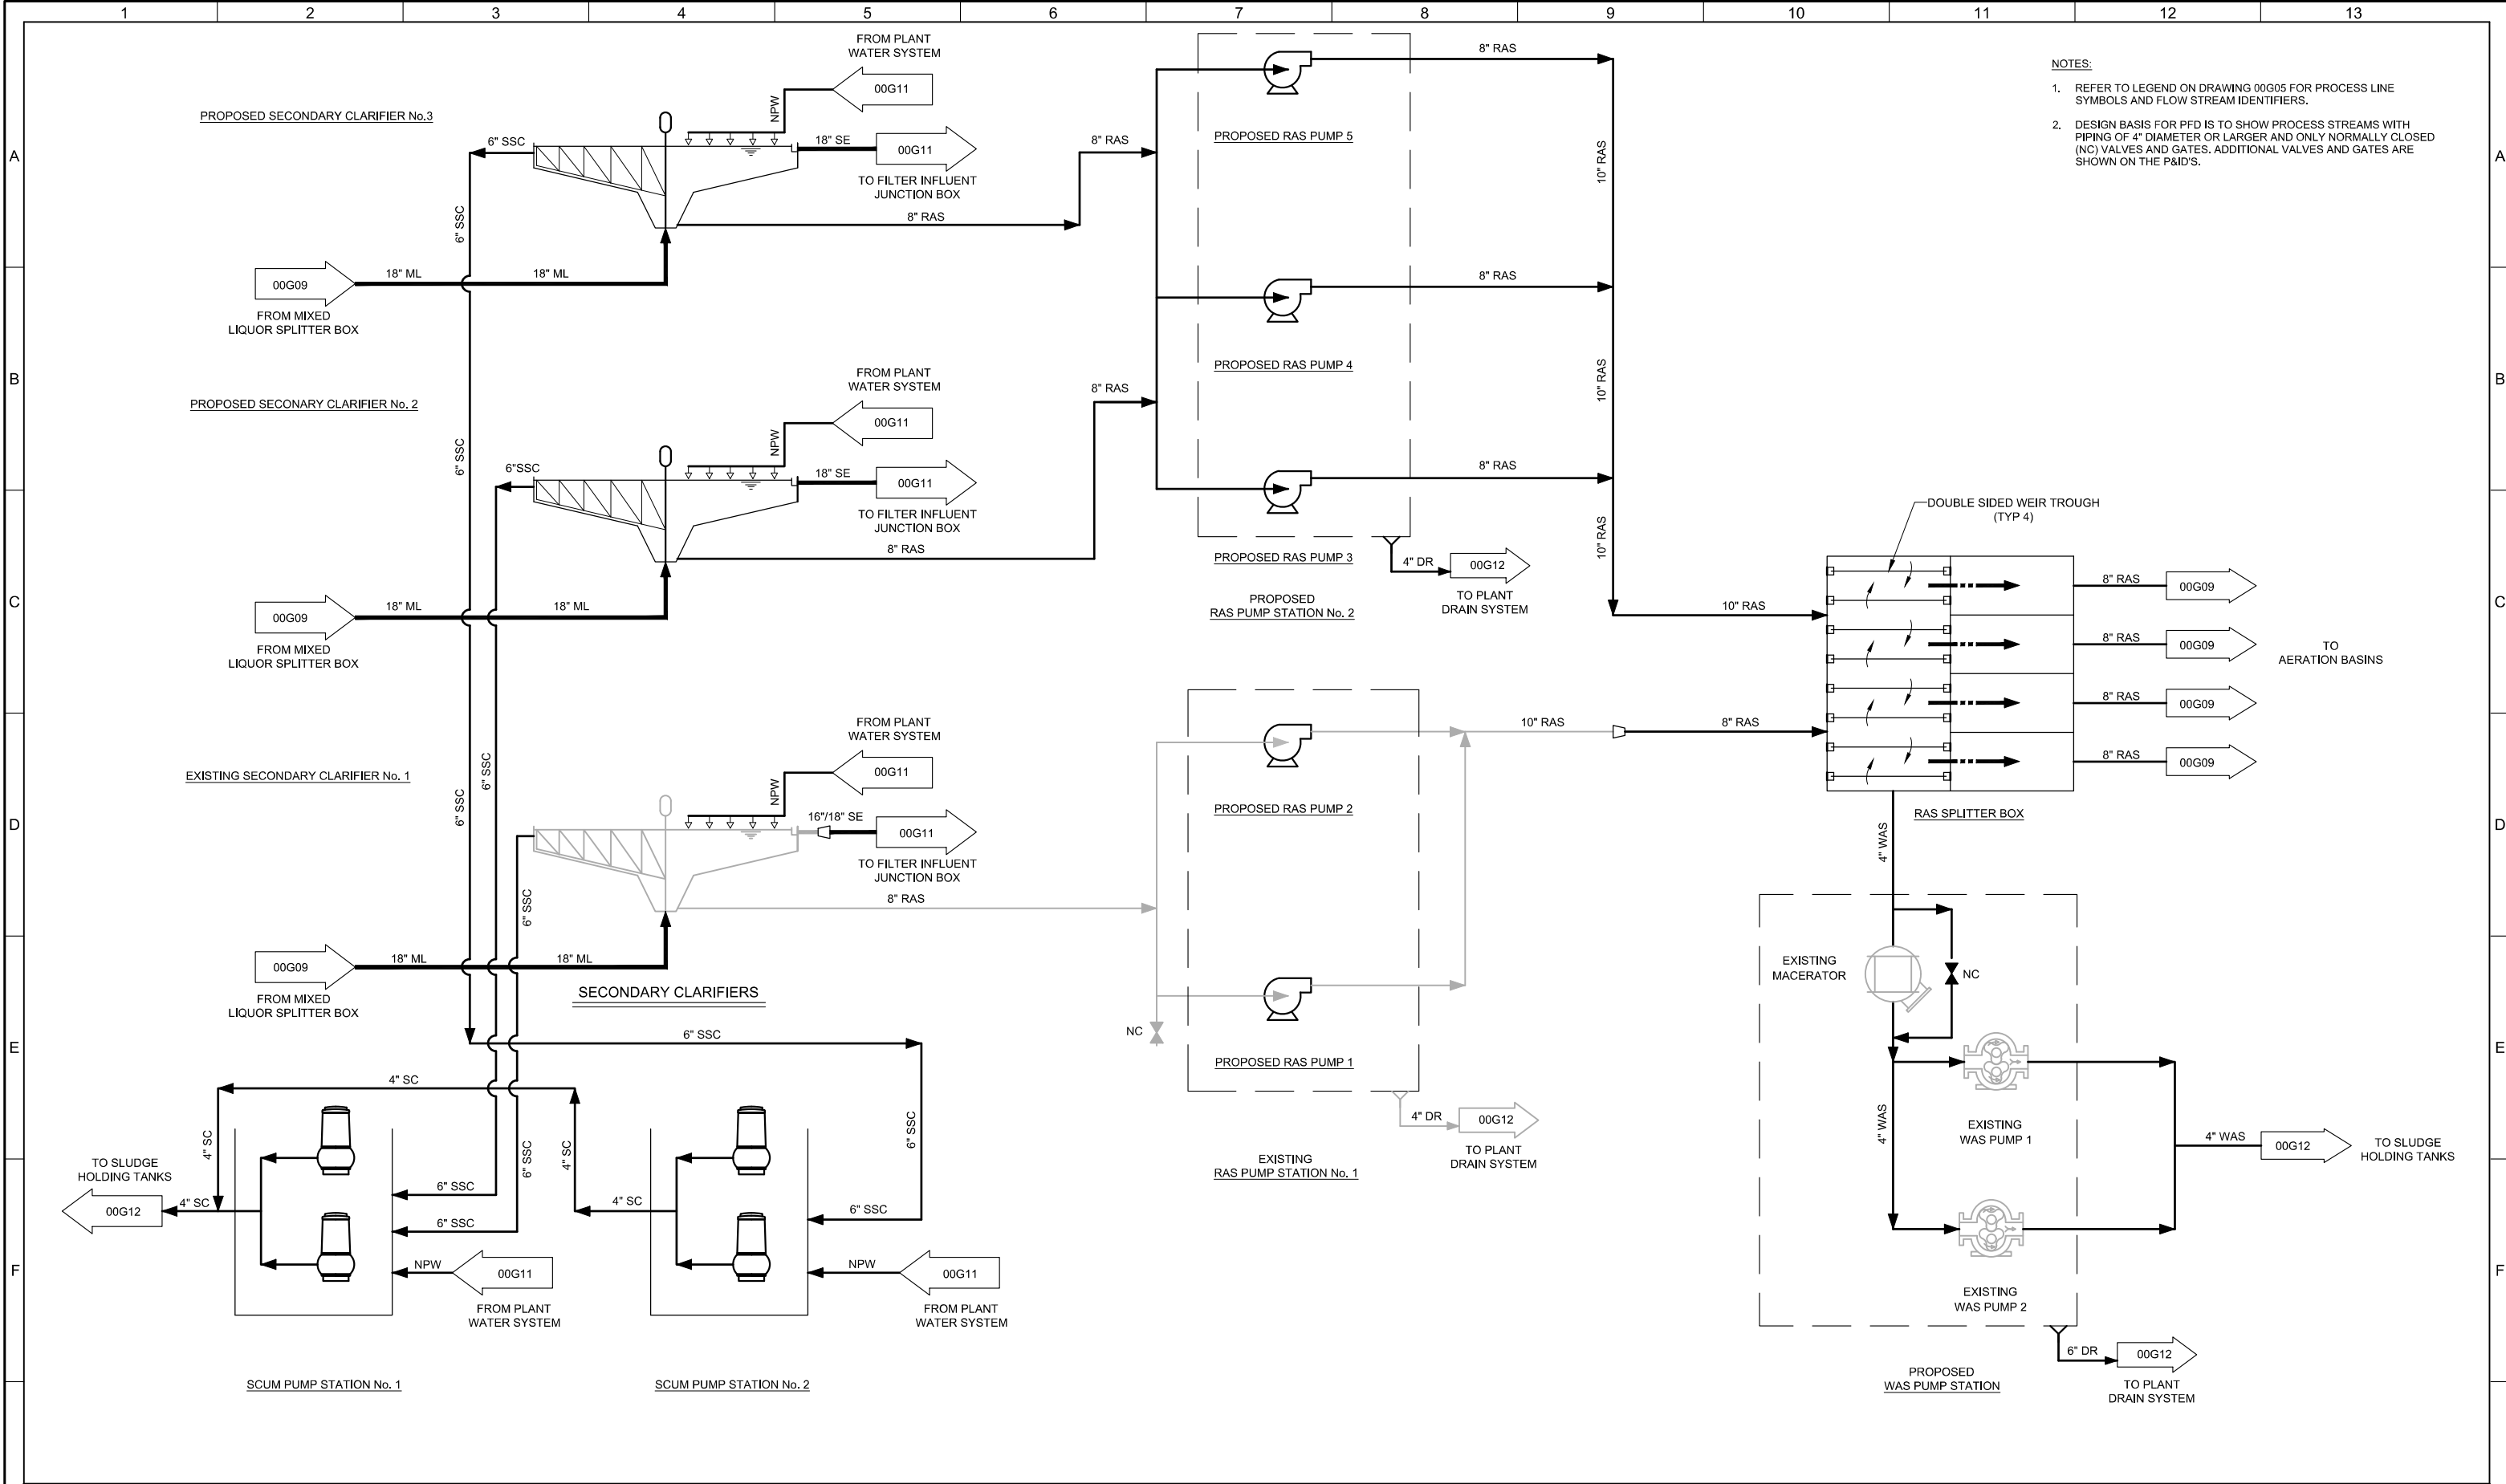 1 2 3 4 5 6 7 8 9 10 11 12 13
A
B
C
D
E
F
A
B
C
D
E
F
NOTES:
1. REFER TO LEGEND ON DRAWING 00G05 FOR PROCESS LINE
SYMBOLS AND FLOW STREAM IDENTIFIERS.
2. DESIGN BASIS FOR PFD IS TO SHOW PROCESS STREAMS WITH
PIPING OF 4" DIAMETER OR LARGER AND ONLY NORMALLY CLOSED
(NC) VALVES AND GATES. ADDITIONAL VALVES AND GATES ARE
SHOWN ON THE P&ID'S.
PROPOSED SECONDARY CLARIFIER No.3
FROM PLANT
WATER SYSTEM
00G11
NPW
6" SSC
18" SE
00G11
TO FILTER INFLUENT
JUNCTION BOX
8" RAS
8" RAS
6" SSC
00G09
18" ML
18" ML
FROM MIXED
LIQUOR SPLITTER BOX
PROPOSED SECONARY CLARIFIER No. 2
FROM PLANT
WATER SYSTEM
00G11
NPW
6" SSC
6"SSC
18" SE
00G11
TO FILTER INFLUENT
JUNCTION BOX
8" RAS
8" RAS
00G09
18" ML
18" ML
FROM MIXED
LIQUOR SPLITTER BOX
EXISTING SECONDARY CLARIFIER No. 1
FROM PLANT
WATER SYSTEM
00G11
NPW
6" SSC
6" SSC
16"/18" SE
00G11
TO FILTER INFLUENT
JUNCTION BOX
6" SSC
8" RAS
00G09
18" ML
18" ML
FROM MIXED
LIQUOR SPLITTER BOX
SECONDARY CLARIFIERS
6" SSC
4" SC
4" SC
4" SC
6" SSC
6" SSC
TO SLUDGE
HOLDING TANKS
00G12
4" SC
6" SSC
6" SSC
4" SC
6" SSC
NPW
00G11
FROM PLANT
WATER SYSTEM
NPW
00G11
FROM PLANT
WATER SYSTEM
SCUM PUMP STATION No. 1
SCUM PUMP STATION No. 2
8" RAS
PROPOSED RAS PUMP 5
10" RAS
8" RAS
PROPOSED RAS PUMP 4
10" RAS
8" RAS
PROPOSED RAS PUMP 3
10" RAS
4" DR
00G12
TO PLANT
DRAIN SYSTEM
PROPOSED
RAS PUMP STATION No. 2
10" RAS
10" RAS
8" RAS
PROPOSED RAS PUMP 2
NC
PROPOSED RAS PUMP 1
4" DR
00G12
TO PLANT
DRAIN SYSTEM
EXISTING
RAS PUMP STATION No. 1
DOUBLE SIDED WEIR TROUGH
(TYP 4)
8" RAS
00G09
8" RAS
00G09
8" RAS
00G09
8" RAS
00G09
TO
AERATION BASINS
RAS SPLITTER BOX
4" WAS
EXISTING
MACERATOR
NC
4" WAS
EXISTING
WAS PUMP 1
4" WAS
00G12
TO SLUDGE
HOLDING TANKS
EXISTING
WAS PUMP 2
6" DR
00G12
TO PLANT
DRAIN SYSTEM
PROPOSED
WAS PUMP STATION